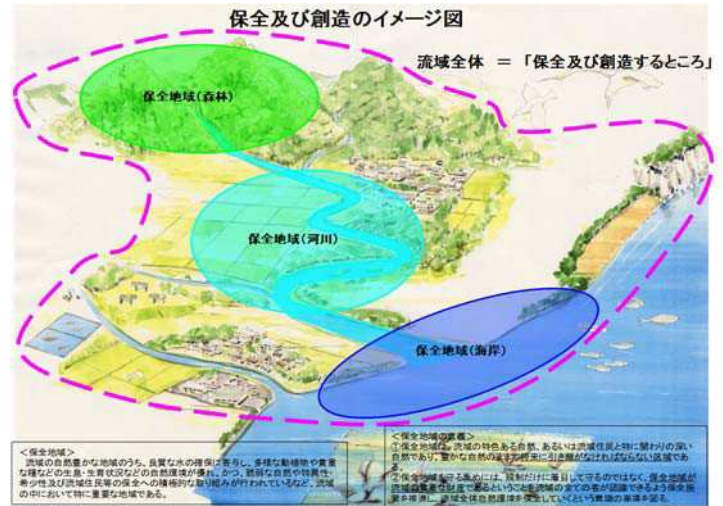 保全及び創造のイメージ図
流域全体 ＝ 「保全及び創造するところ」
保全地域（森林）
保全地域（河川）
保全地域（海岸）
＜保全地域＞
流域の自然豊かな地域のうち、良質な水の確保に寄与し、多様な動植物や貴重
な種などの生息・生育状況などの自然環境が優れ、かつ、脆弱な自然や特異性・
希少性及び流域住民等の保全への積極的な取り組みが行われているなど、流域
の中において特に重要な地域である。
＜保全地域の意義＞
①保全地域は、流域の特色ある自然、あるいは流域住民と特に関わりの深い
自然であり、豊かな自然の姿を将来に引き継がなければならない区域であ
る。
②保全地域を守るためには、規制だけに着目して守るのではなく、保全地域が
流域の貴重な財産であるということを流域の全ての者が認識できるよう保全施
策を推進し、流域全体自然環境を保全していくという意識の醸導を図る。